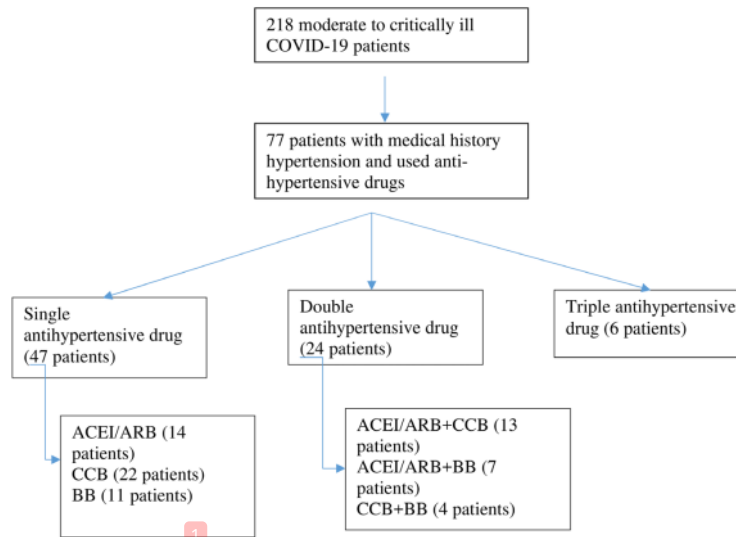 218 moderate to critically ill
COVID-19 patients
77 patients with medical history
hypertension and used anti-
hypertensive drugs
Single
antihypertensive drug
(47 patients)
Double
antihypertensive drug
(24 patients)
Triple antihypertensive
drug (6 patients)
ACEI/ARB (14
patients)
CCB (22 patients)
BB (11 patients)
ACEI/ARB+CCB (13
patients)
ACEI/ARB+BB (7
patients)
CCB+BB (4 patients)
1